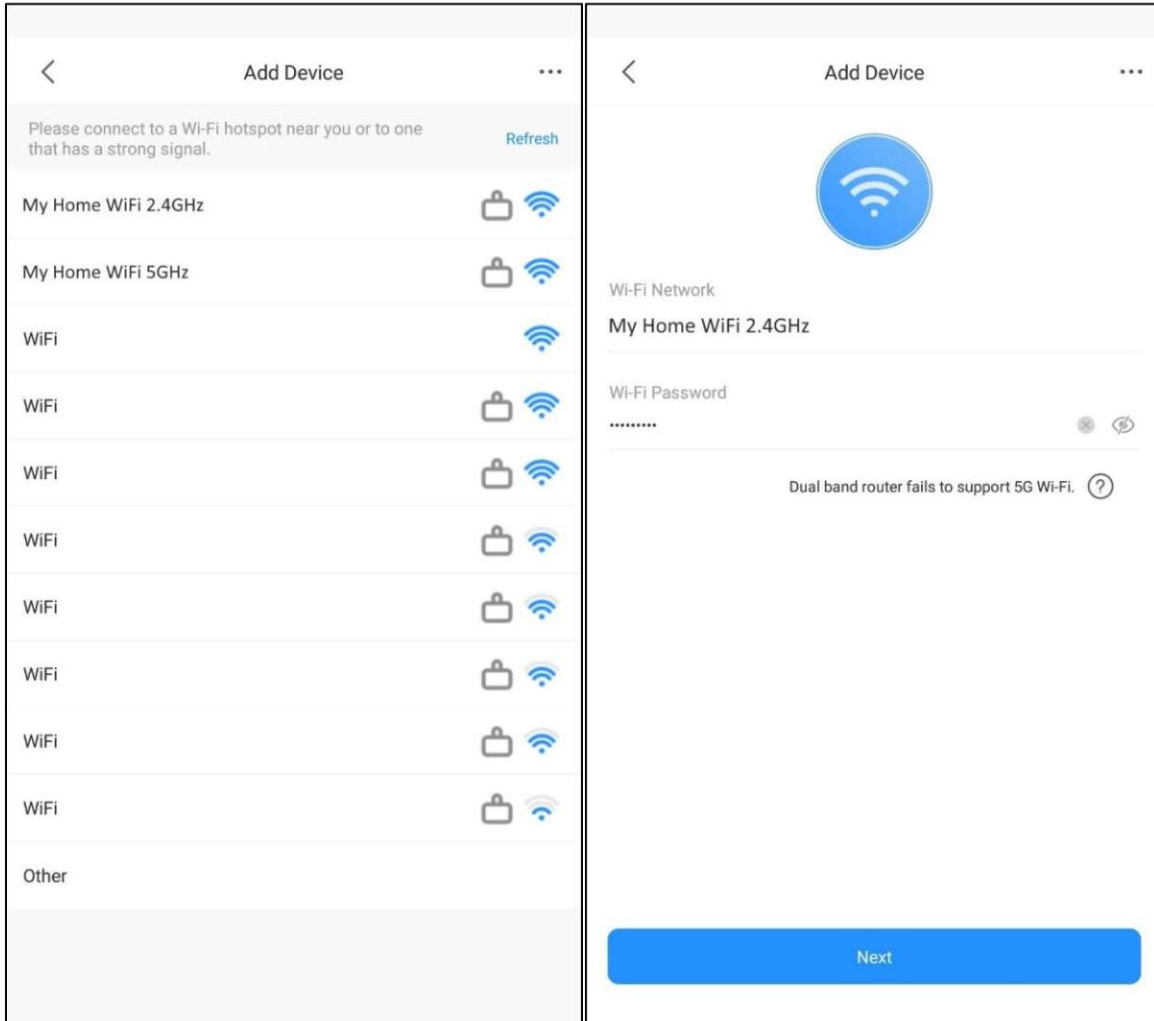 Add Device
Please connect to a Wi-Fi hotspot near you or to one
that has a strong signal.
Refresh
My Home WiFi 2.4GHz
My Home WiFi 5GHz
WiFi
WiFi
WiFi
WiFi
WiFi
WiFi
WiFi
WiFi
Other
Add Device
Wi-Fi Network
My Home WiFi 2.4GHz
Wi-Fi Password
•••••••••
Dual band router fails to support 5G Wi-Fi. ?
Next